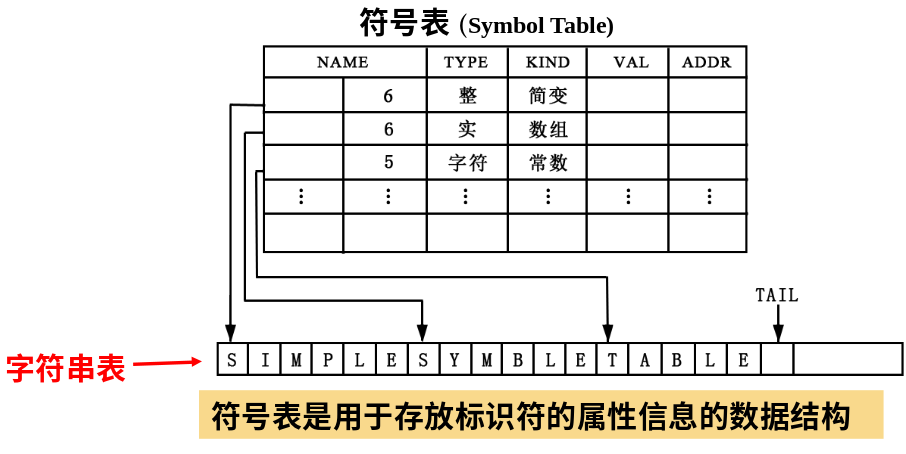 符号表 (Symbol Table)
NAME TYPE KIND VAL ADDR
6 整 简变
6 实 数组
5 字符 常数
⋮ ⋮ ⋮ ⋮ ⋮ ⋮
TAIL
字符串表 S I M P L E S Y M B L E T A B L E
符号表是用于存放标识符的属性信息的数据结构